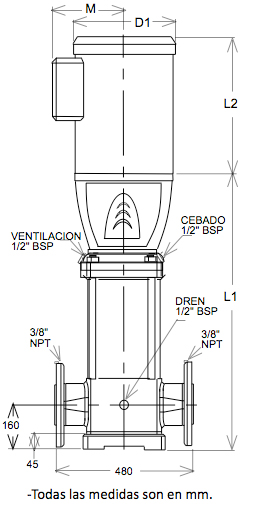 M
D1
L2
VENTILACION
1/2" BSP
CEBADO
1/2" BSP
L1
DREN
1/2" BSP
3/8"
NPT
3/8"
NPT
160
45
480
-Todas las medidas son en mm.